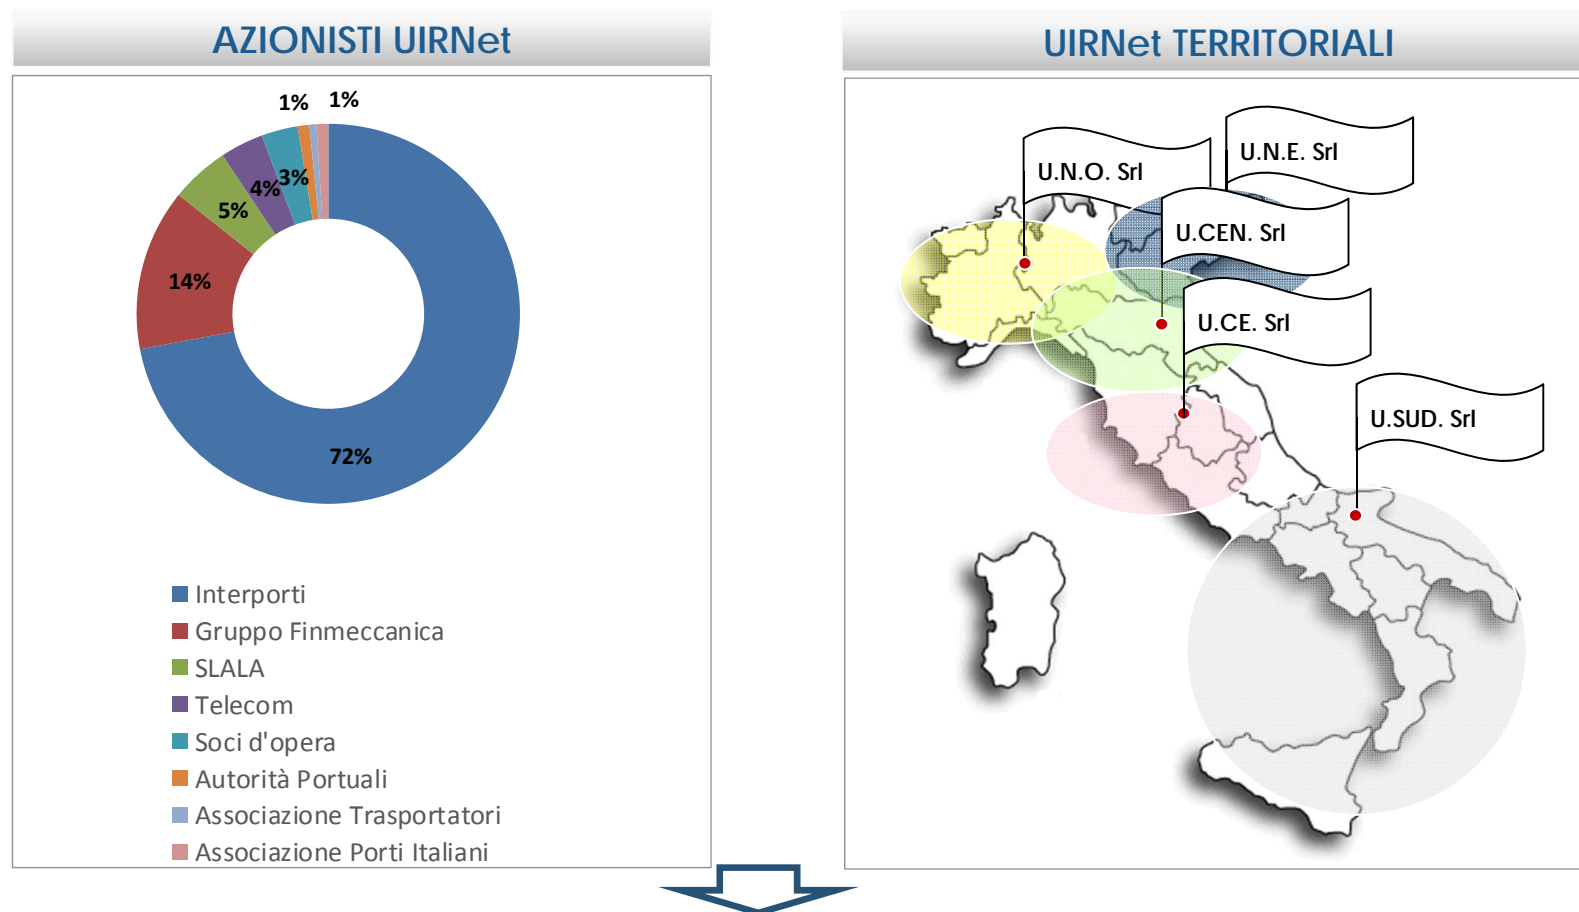 AZIONISTI UIRNet
1% 1%
3%
4%
5%
14%
72%
Interporti
Gruppo Finmeccanica
SLALA
Telecom
Soci d'opera
Autorità Portuali
Associazione Trasportatori
Associazione Porti Italiani
UIRNet TERRITORIALI
U.N.E. Srl
U.N.O. Srl
U.CEN. Srl
U.CE. Srl
U.SUD. Srl